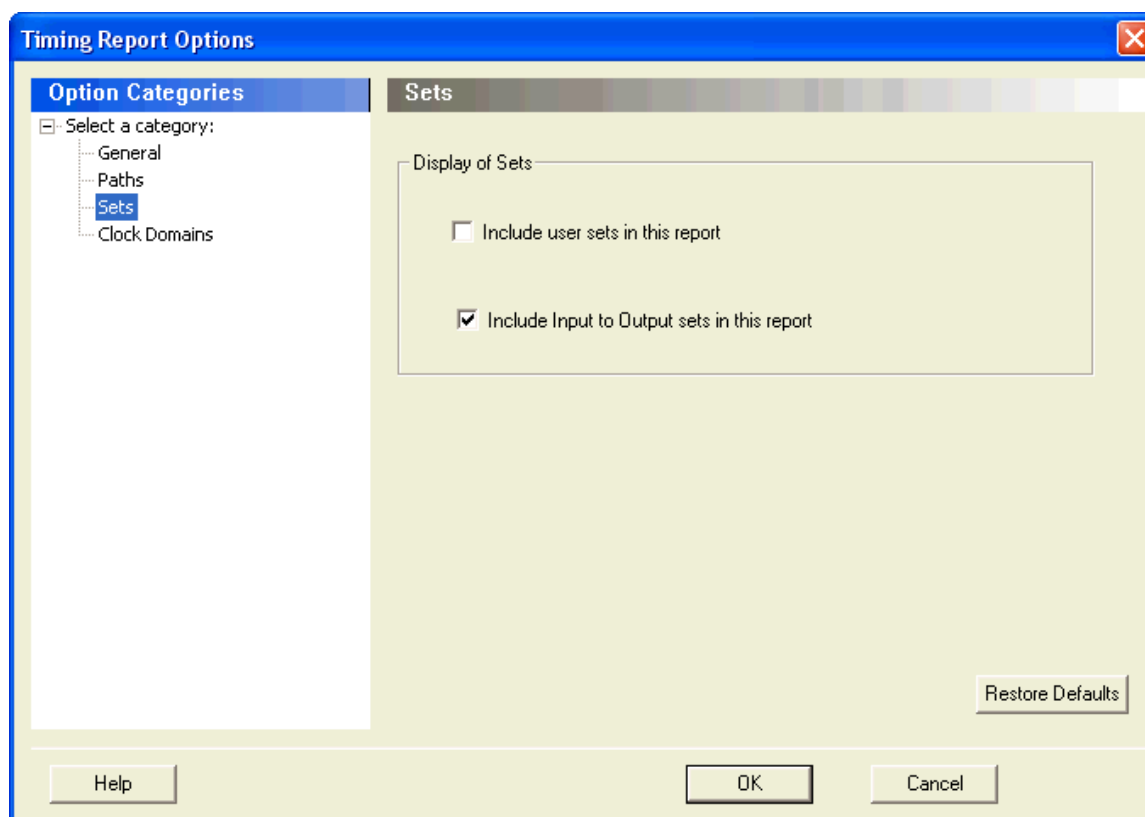 Timing Report Options
Option Categories
Select a category:
General
Paths
Sets
Clock Domains
Sets
Display of Sets
Include user sets in this report
Include Input to Output sets in this report
Restore Defaults
Help
OK
Cancel